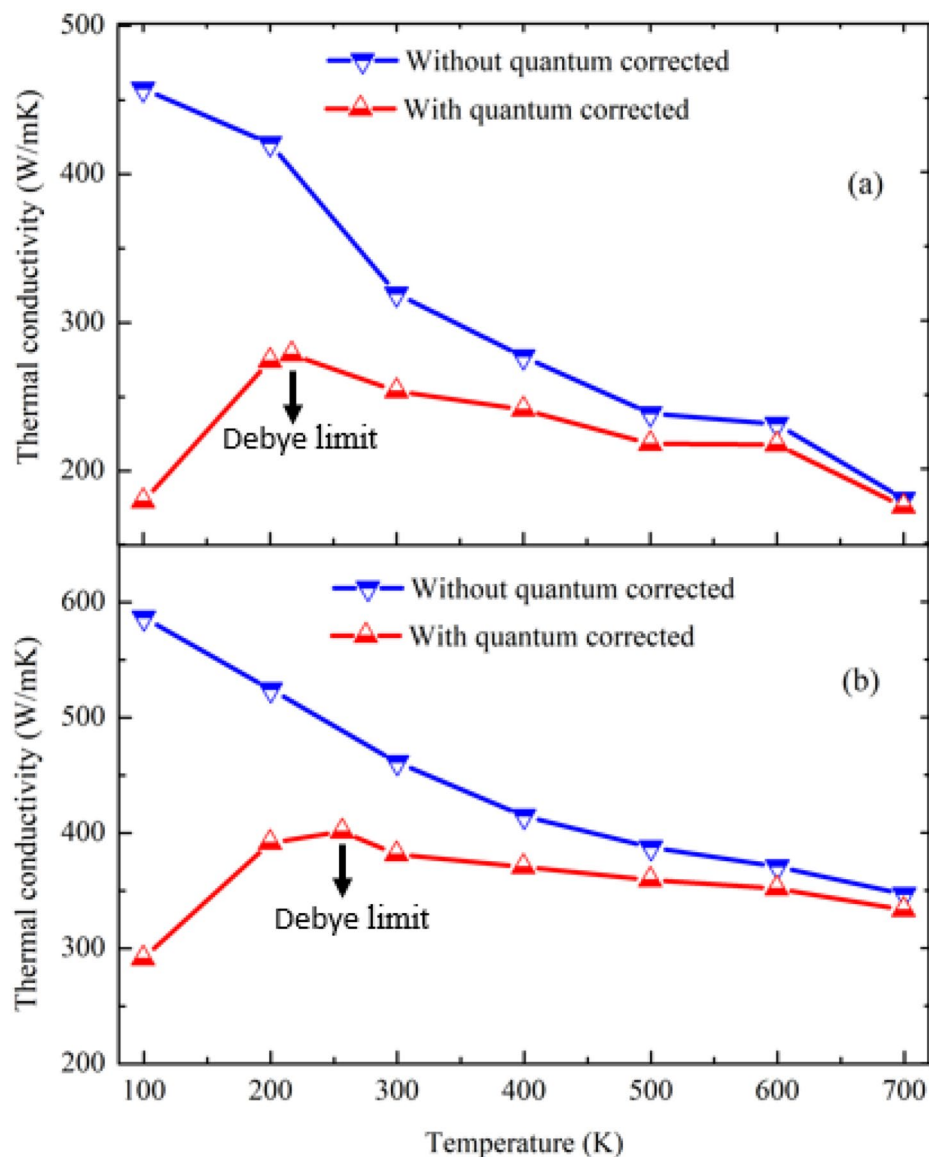 500
Without quantum corrected
With quantum corrected
400
(a)
Thermal conductivity (W/mK)
300
Debye limit
200
Without quantum corrected
600
With quantum corrected
(b)
500
Thermal conductivity (W/mK)
400
Debye limit
300
200
100 200 300 400 500 600 700
Temperature (K)